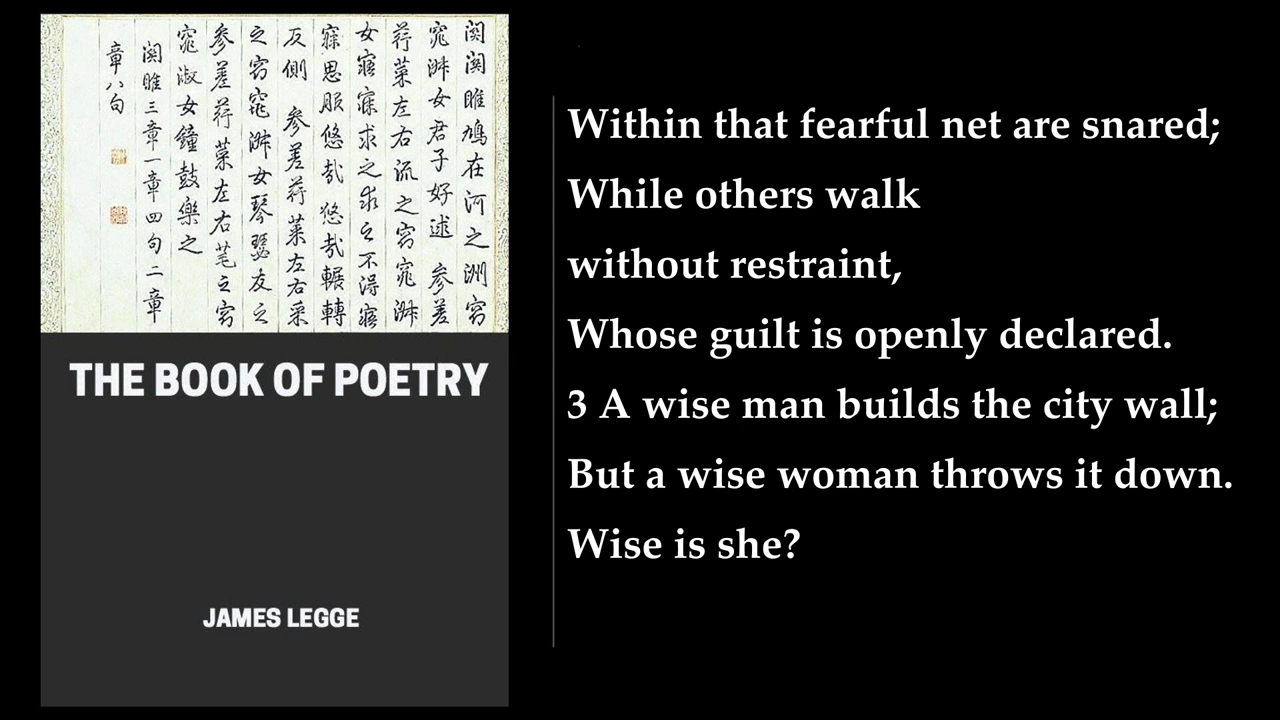 關關雎鳩在河之洲窈
窕淑女君子好逑 參差
荇菜左右流之窈窕淑
女寤寐求之求之不得寤
寐思服悠哉悠哉輾轉
反側 參差荇菜左右采
之窈窕淑女琴瑟友之
參差荇菜左右芼之窈
窕淑女鐘鼓樂之
關雎三章一章四句二章
章八句
THE BOOK OF POETRY
JAMES LEGGE
Within that fearful net are snared;
While others walk
without restraint,
Whose guilt is openly declared.
3 A wise man builds the city wall;
But a wise woman throws it down.
Wise is she?